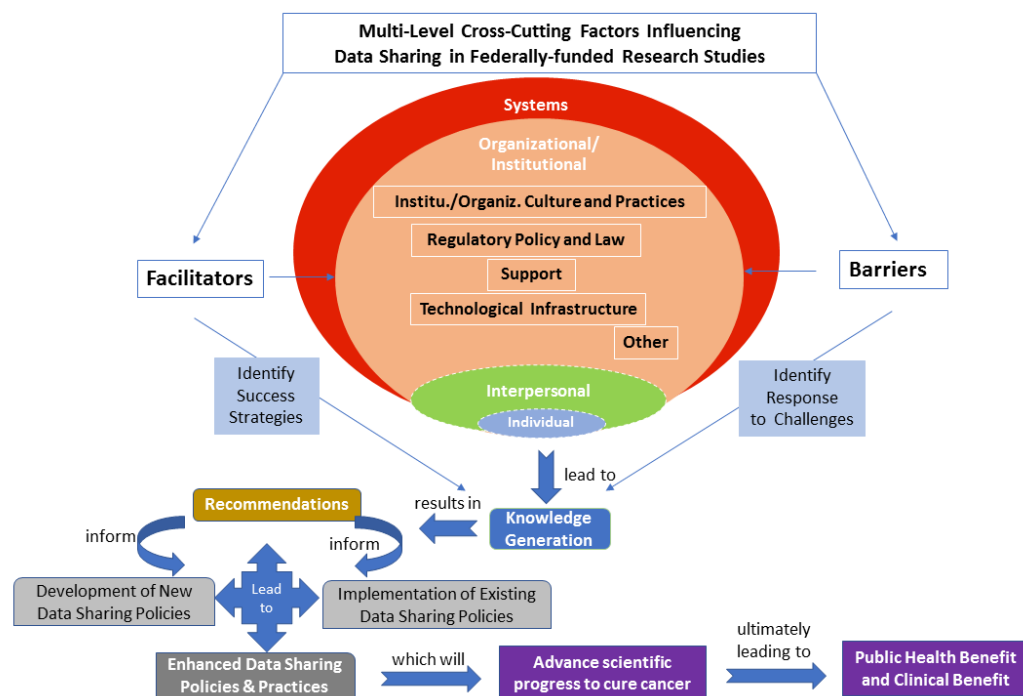 Multi-Level Cross-Cutting Factors Influencing
Data Sharing in Federally-funded Research Studies
Systems
Organizational/
Institutional
Institu./Organiz. Culture and Practices
Regulatory Policy and Law
Support
Technological Infrastructure
Other
Facilitators
Barriers
Identify
Success
Strategies
Interpersonal
Individual
Identify
Response
to Challenges
lead to
Knowledge
Generation
results in
Recommendations
inform
inform
Development of New
Data Sharing Policies
Lead
to
Implementation of Existing
Data Sharing Policies
Enhanced Data Sharing
Policies & Practices
which will
Advance scientific
progress to cure cancer
ultimately
leading to
Public Health Benefit
and Clinical Benefit